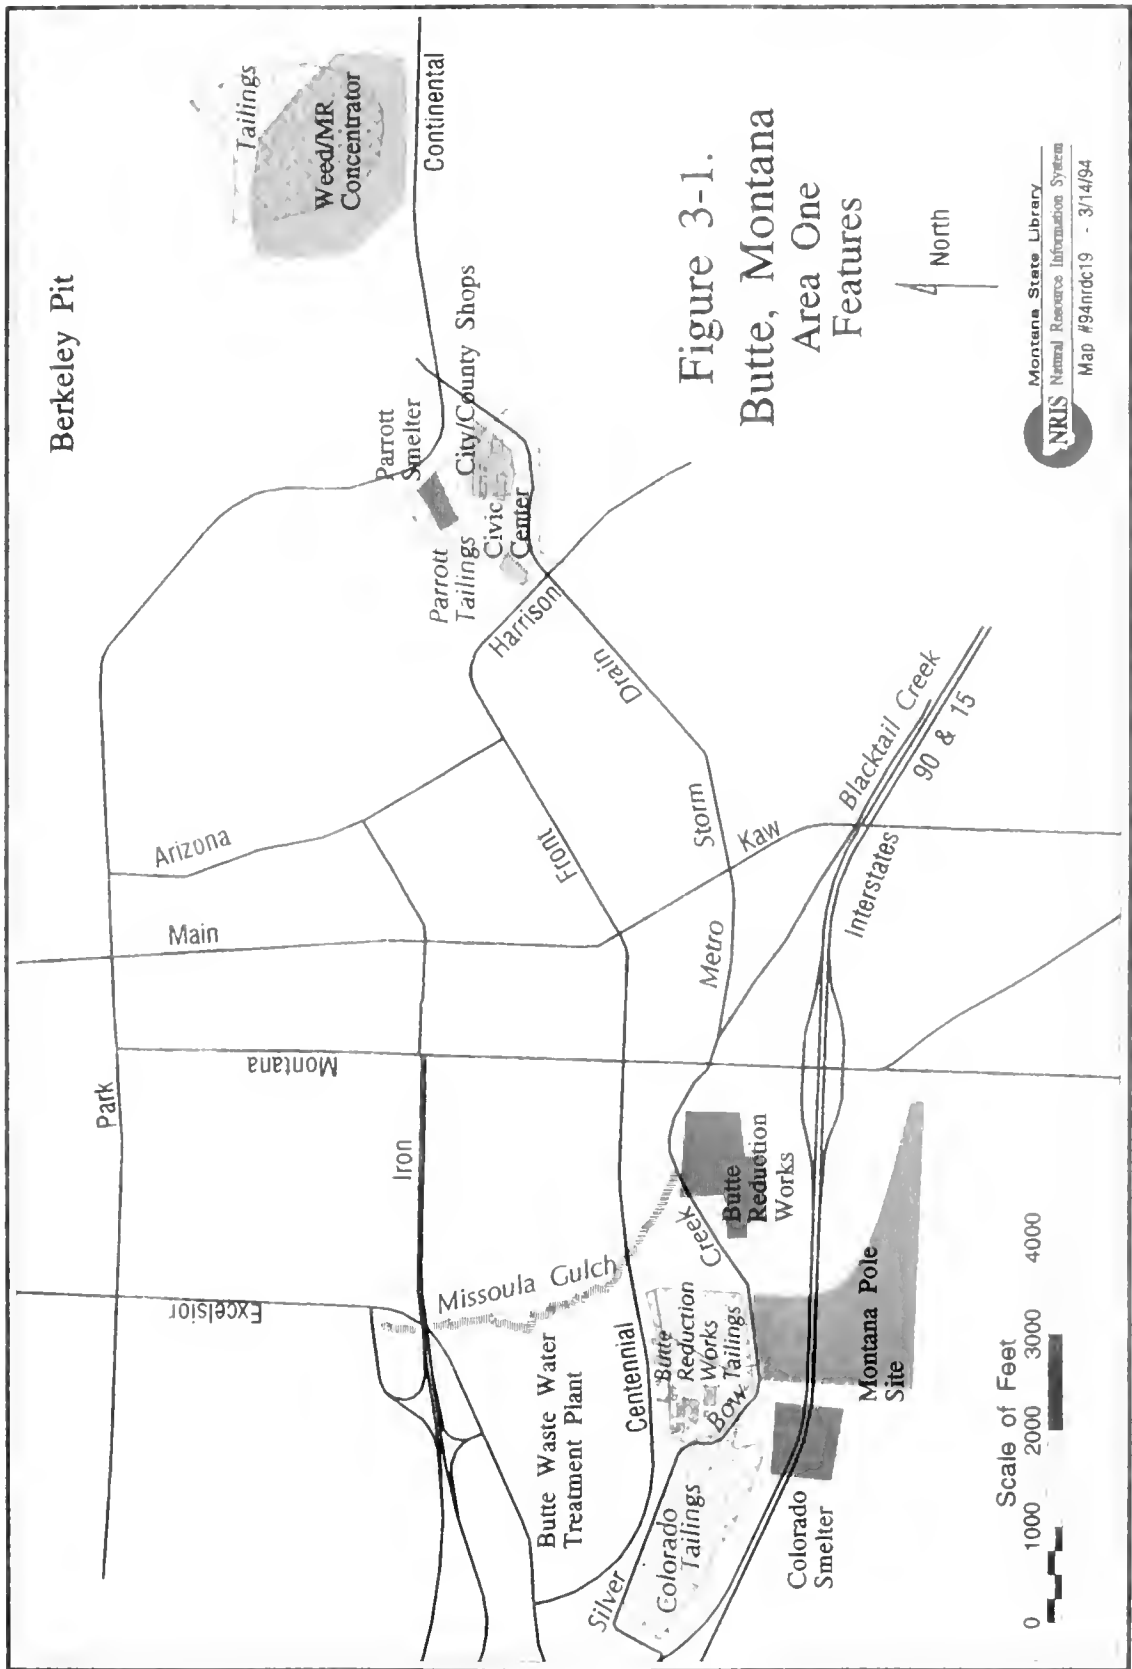 Berkeley Pit
Tailings
Weed/MR
Concentrator
Continental
Parrott
Smelter
City/County Shops
Parrott
Tailings
Civic
Center
Harrison
Drain
Storm
Metro
Park
Arizona
Main
Montana
Iron
Excelsior
Front
Kaw
Blacktail Creek
90 & 15
Interstates
Missoula Gulch
Butte Waste Water
Treatment Plant
Centennial
Butte
Reduction
Works
Creek
Butte
Reduction
Works
Tailings
Bow
Silver
Colorado
Tailings
Colorado
Smelter
Montana Pole
Site
Figure 3-1.
Butte, Montana
Area One
Features
North
Scale of Feet
0 1000 2000 3000 4000
Montana State Library
NRIS Natural Resource Information System
Map #94nrdc19 - 3/14/94